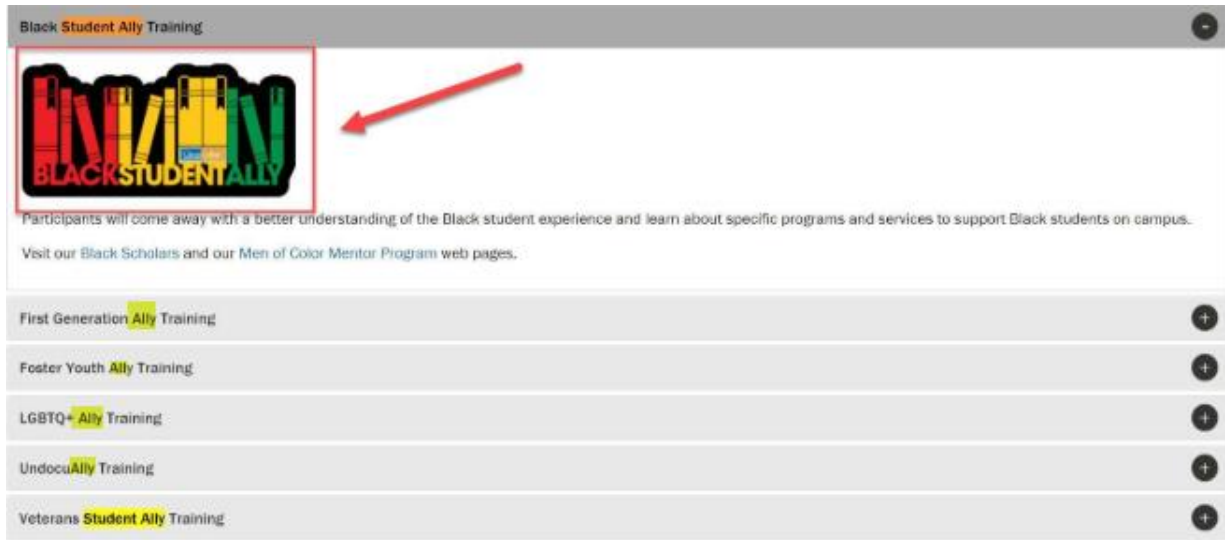 Black Student Ally Training
-
BLACKSTUDENTALLY
Participants will come away with a better understanding of the Black student experience and learn about specific programs and services to support Black students on campus.
Visit our Black Scholars and our Men of Color Mentor Program web pages.
First Generation Ally Training
+
Foster Youth Ally Training
+
LGBTQ+ Ally Training
+
UndocuAlly Training
+
Veterans Student Ally Training
+